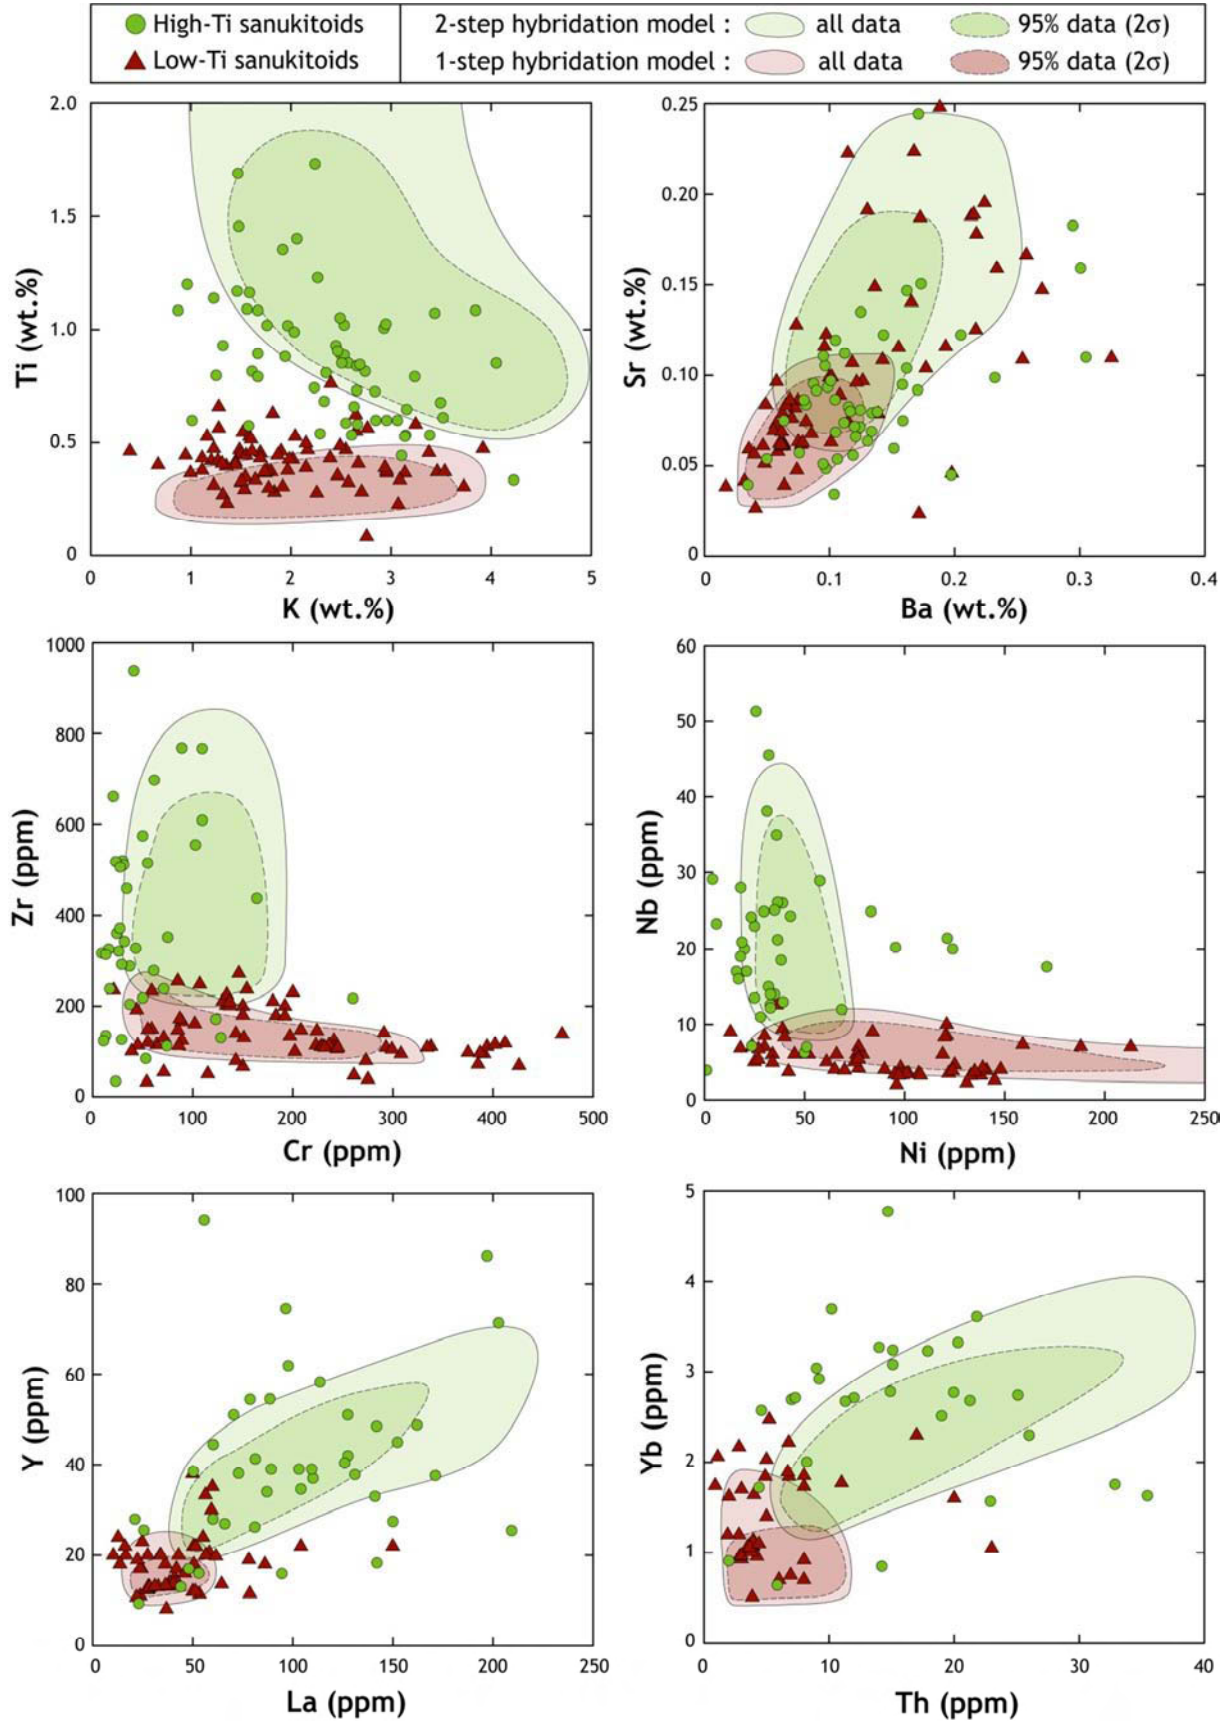 High-Ti sanukitoids 2-step hybridation model : all data 95% data (2σ)
Low-Ti sanukitoids 1-step hybridation model : all data 95% data (2σ)
2.0
1.5
1.0
0.5
0
Ti (wt.%)
0 1 2 3 4 5
K (wt.%)
0.25
0.20
0.15
0.10
0.05
0
Sr (wt.%)
0 0.1 0.2 0.3 0.4
Ba (wt.%)
1000
800
600
400
200
0
Zr (ppm)
0 100 200 300 400 500
Cr (ppm)
60
50
40
30
20
10
0
Nb (ppm)
0 50 100 150 200 250
Ni (ppm)
100
80
60
40
20
0
Y (ppm)
0 50 100 150 200 250
La (ppm)
5
4
3
2
1
0
Yb (ppm)
0 10 20 30 40
Th (ppm)